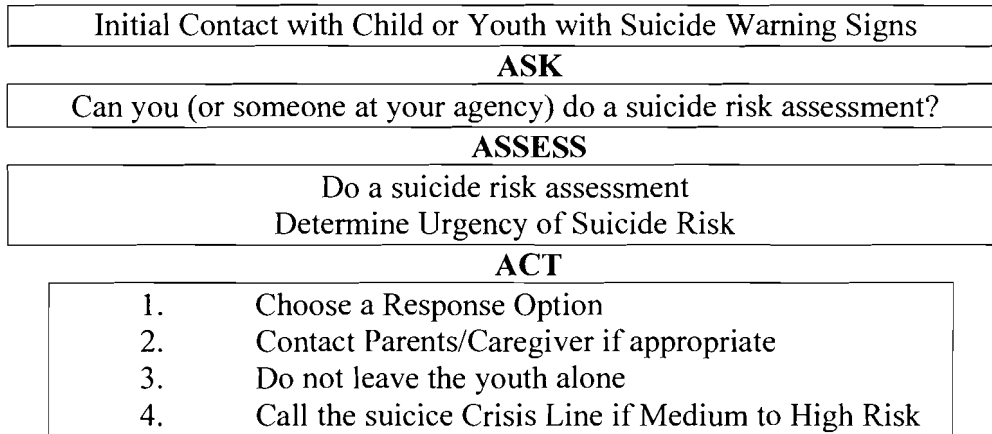 Initial Contact with Child or Youth with Suicide Warning Signs
ASK
Can you (or someone at your agency) do a suicide risk assessment?
ASSESS
Do a suicide risk assessment
Determine Urgency of Suicide Risk
ACT
1. Choose a Response Option
2. Contact Parents/Caregiver if appropriate
3. Do not leave the youth alone
4. Call the suicice Crisis Line if Medium to High Risk